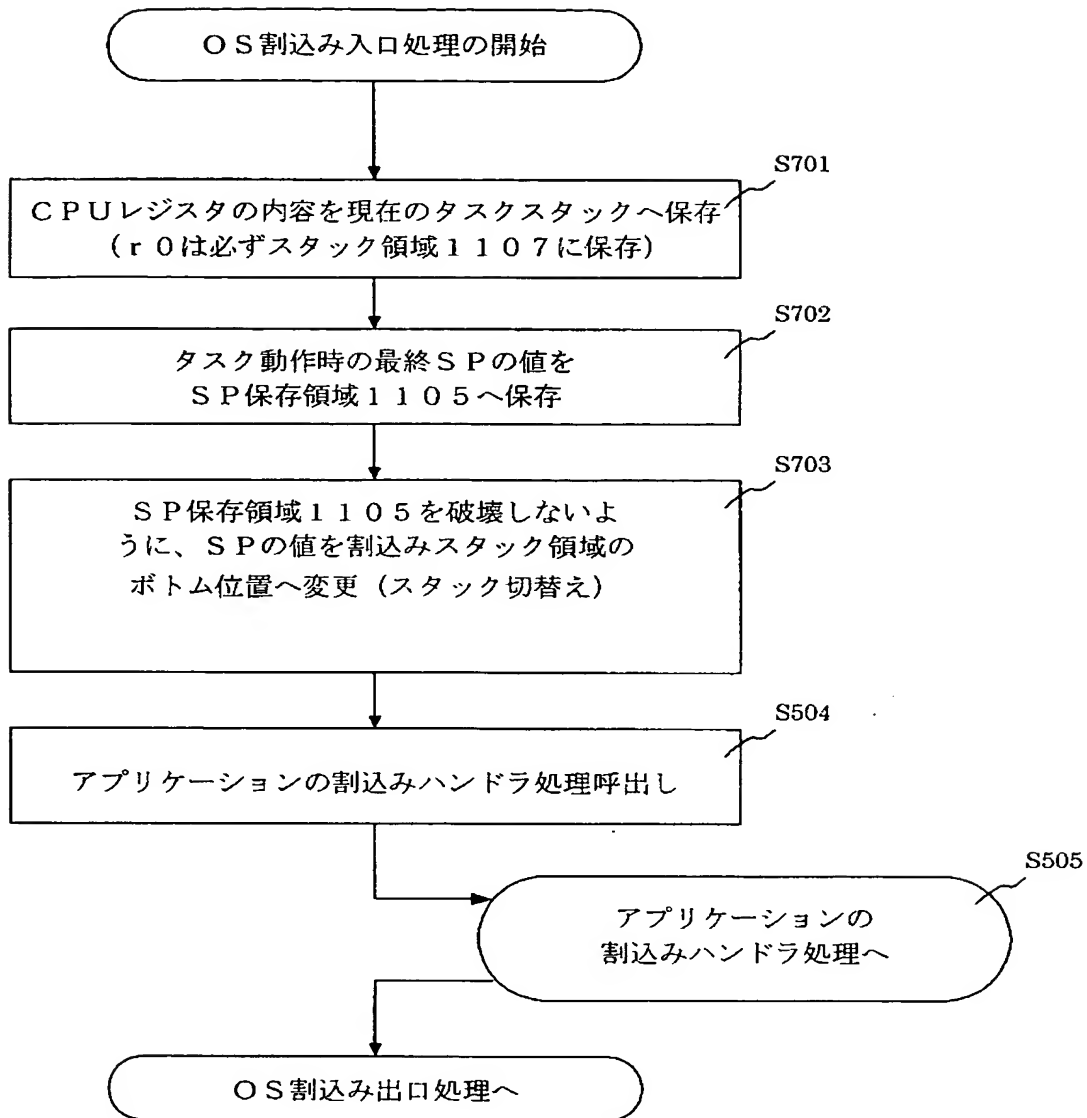 ＯＳ割込み入口処理の開始
S701
ＣＰＵレジスタの内容を現在のタスクスタックへ保存
（ｒ０は必ずスタック領域１１０７に保存）
S702
タスク動作時の最終ＳＰの値を
ＳＰ保存領域１１０５へ保存
S703
ＳＰ保存領域１１０５を破壊しないよ
うに、ＳＰの値を割込みスタック領域の
ボトム位置へ変更（スタック切替え）
S504
アプリケーションの割込みハンドラ処理呼出し
S505
アプリケーションの
割込みハンドラ処理へ
ＯＳ割込み出口処理へ